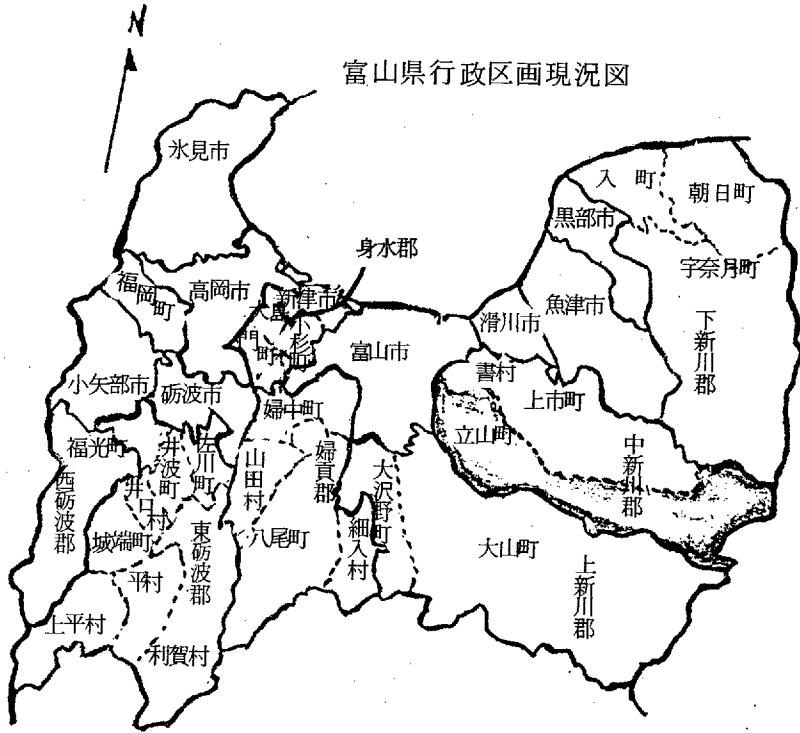 N
富山県行政区画現況図
氷見市
入 町
朝日町
黒部市
身水郡
宇奈月町
福岡町
高岡市
新津市
大島
小杉町
門
町
富山市
滑川市
魚津市
下新川郡
小矢部市
砺波市
婦中町
書村
上市町
福光町
井波町
佐川町
山田村
婦負郡
大沢野町
立山町
中新川郡
西砺波郡
井口村
城端町
東砺波郡
八尾町
細入村
大山町
上新川郡
平村
上平村
利賀村